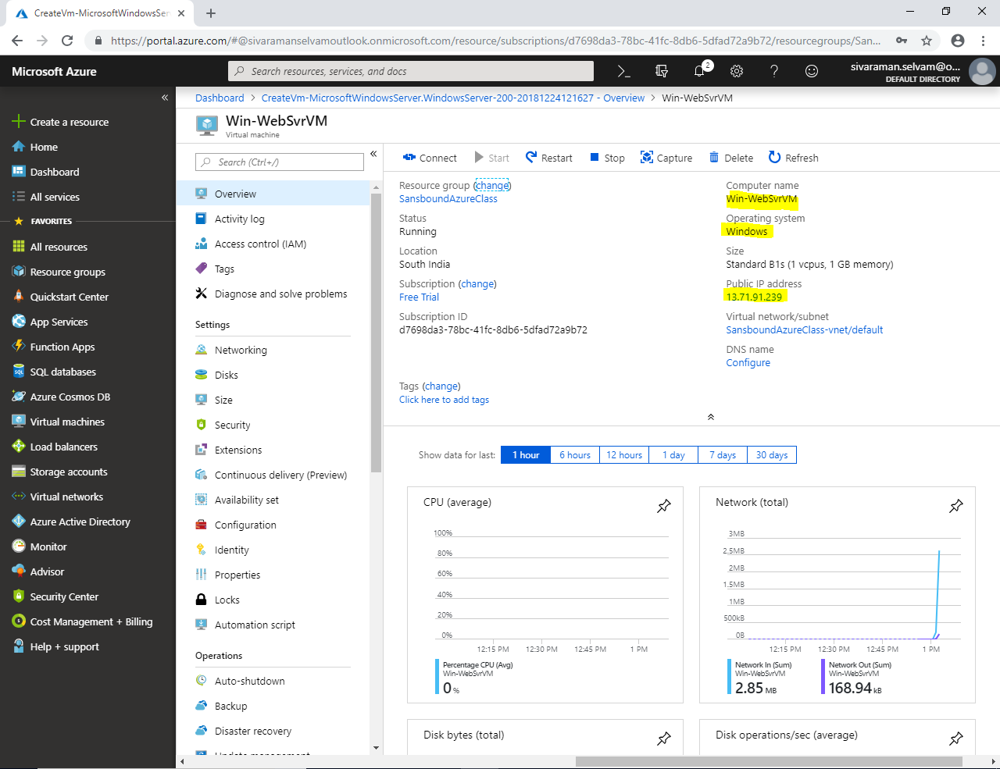 CreateVm-MicrosoftWindowsSer
https://portal.azure.com/#@sivaramanselvamoutlook.onmicrosoft.com/resource/subscriptions/d7698da3-78bc-41fc-8db6-5dfad72a9b72/resourcegroups/San...
Microsoft Azure
Search resources, services, and docs
2
sivaraman.selvam@o...
DEFAULT DIRECTORY
Dashboard > CreateVm-MicrosoftWindowsServer.WindowsServer-200-20181224121627 - Overview > Win-WebSvrVM
Create a resource
Home
Dashboard
All services
FAVORITES
All resources
Resource groups
Quickstart Center
App Services
Function Apps
SQL databases
Azure Cosmos DB
Virtual machines
Load balancers
Storage accounts
Virtual networks
Azure Active Directory
Monitor
Advisor
Security Center
Cost Management + Billing
Help + support
Win-WebSvrVM
Virtual machine
Search (Ctrl+/)
Overview
Activity log
Access control (IAM)
Tags
Diagnose and solve problems
Settings
Networking
Disks
Size
Security
Extensions
Continuous delivery (Preview)
Availability set
Configuration
Identity
Properties
Locks
Automation script
Operations
Auto-shutdown
Backup
Disaster recovery
Update management
Connect Start Restart Stop Capture Delete Refresh
Resource group (change)
SansboundAzureClass
Status
Running
Location
South India
Subscription (change)
Free Trial
Subscription ID
d7698da3-78bc-41fc-8db6-5dfad72a9b72
Computer name
Win-WebSvrVM
Operating system
Windows
Size
Standard B1s (1 vcpus, 1 GB memory)
Public IP address
13.71.91.239
Virtual network/subnet
SansboundAzureClass-vnet/default
DNS name
Configure
Tags (change)
Click here to add tags
Show data for last: 1 hour 6 hours 12 hours 1 day 7 days 30 days
CPU (average)
100%
80%
60%
40%
20%
0%
12:15 PM 12:30 PM 12:45 PM 1 PM
Percentage CPU (Avg)
Win-WebSvrVM
0 %
Network (total)
3MB
2.5MB
2MB
1.5MB
1MB
500kB
0B
12:15 PM 12:30 PM 12:45 PM 1 PM
Network In (Sum)
Win-WebSvrVM
2.85 MB
Network Out (Sum)
Win-WebSvrVM
168.94 kB
Disk bytes (total)
Disk operations/sec (average)